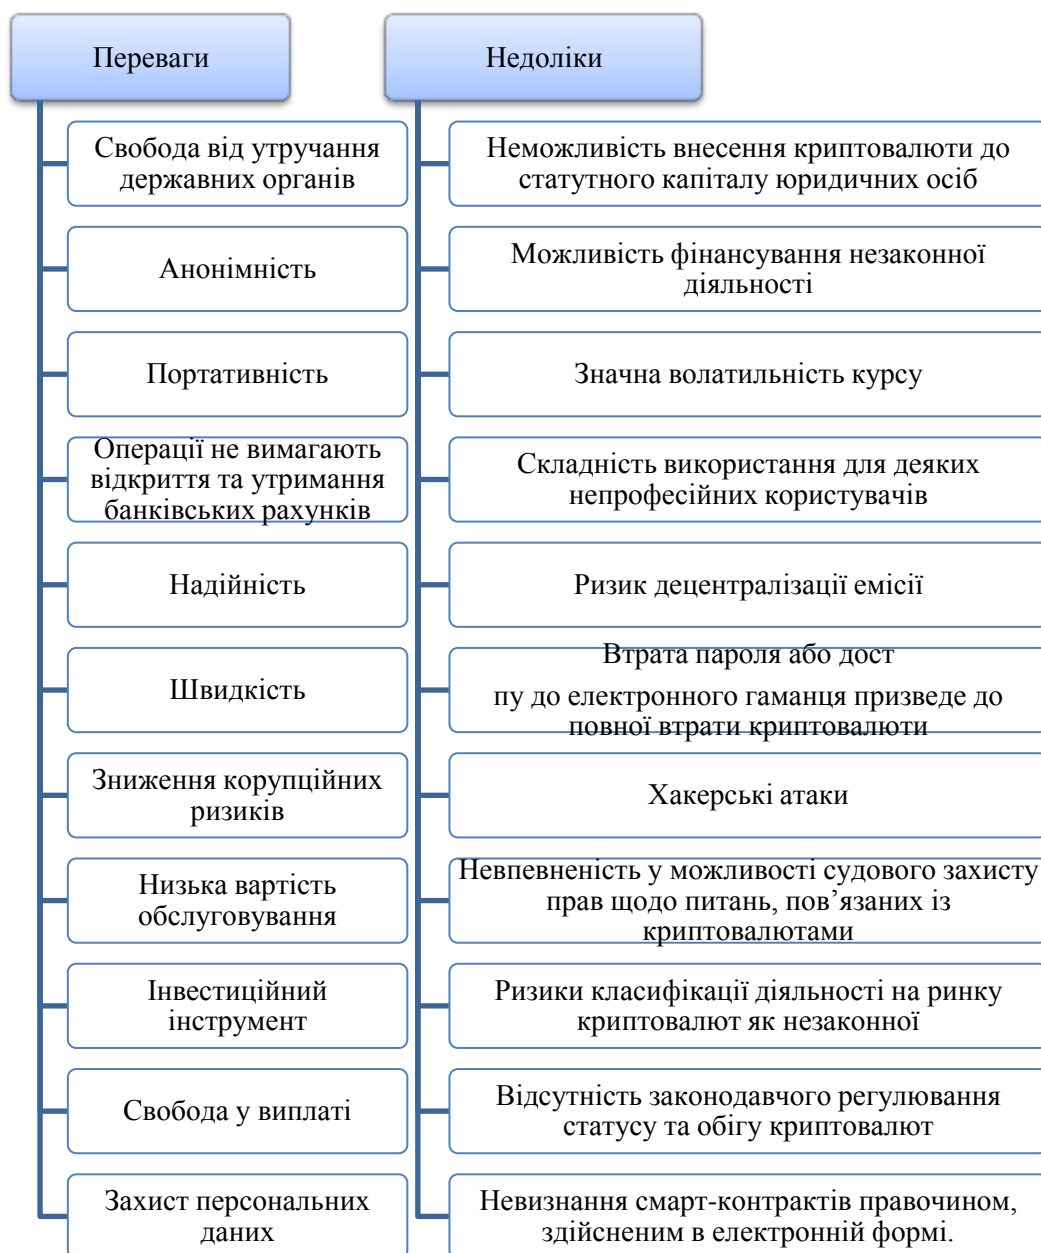 Переваги
Свобода від утручання
державних органів
Анонімність
Портативність
Операції не вимагають
відкриття та утримання
банківських рахунків
Надійність
Швидкість
Зниження корупційних
ризиків
Низька вартість
обслуговування
Інвестиційний
інструмент
Свобода у виплаті
Захист персональних
даних
Недоліки
Неможливість внесення криптовалюти до
статутного капіталу юридичних осіб
Можливість фінансування незаконної
діяльності
Значна волатильність курсу
Складність використання для деяких
непрофесійних користувачів
Ризик децентралізації емісії
Втрата пароля або дост
пу до електронного гаманця призведе до
повної втрати криптовалюти
Хакерські атаки
Невпевненість у можливості судового захисту
прав щодо питань, пов’язаних із
криптовалютами
Ризики класифікації діяльності на ринку
криптовалют як незаконної
Відсутність законодавчого регулювання
статусу та обігу криптовалют
Невизнання смарт-контрактів правочином,
здійсненим в електронній формі.